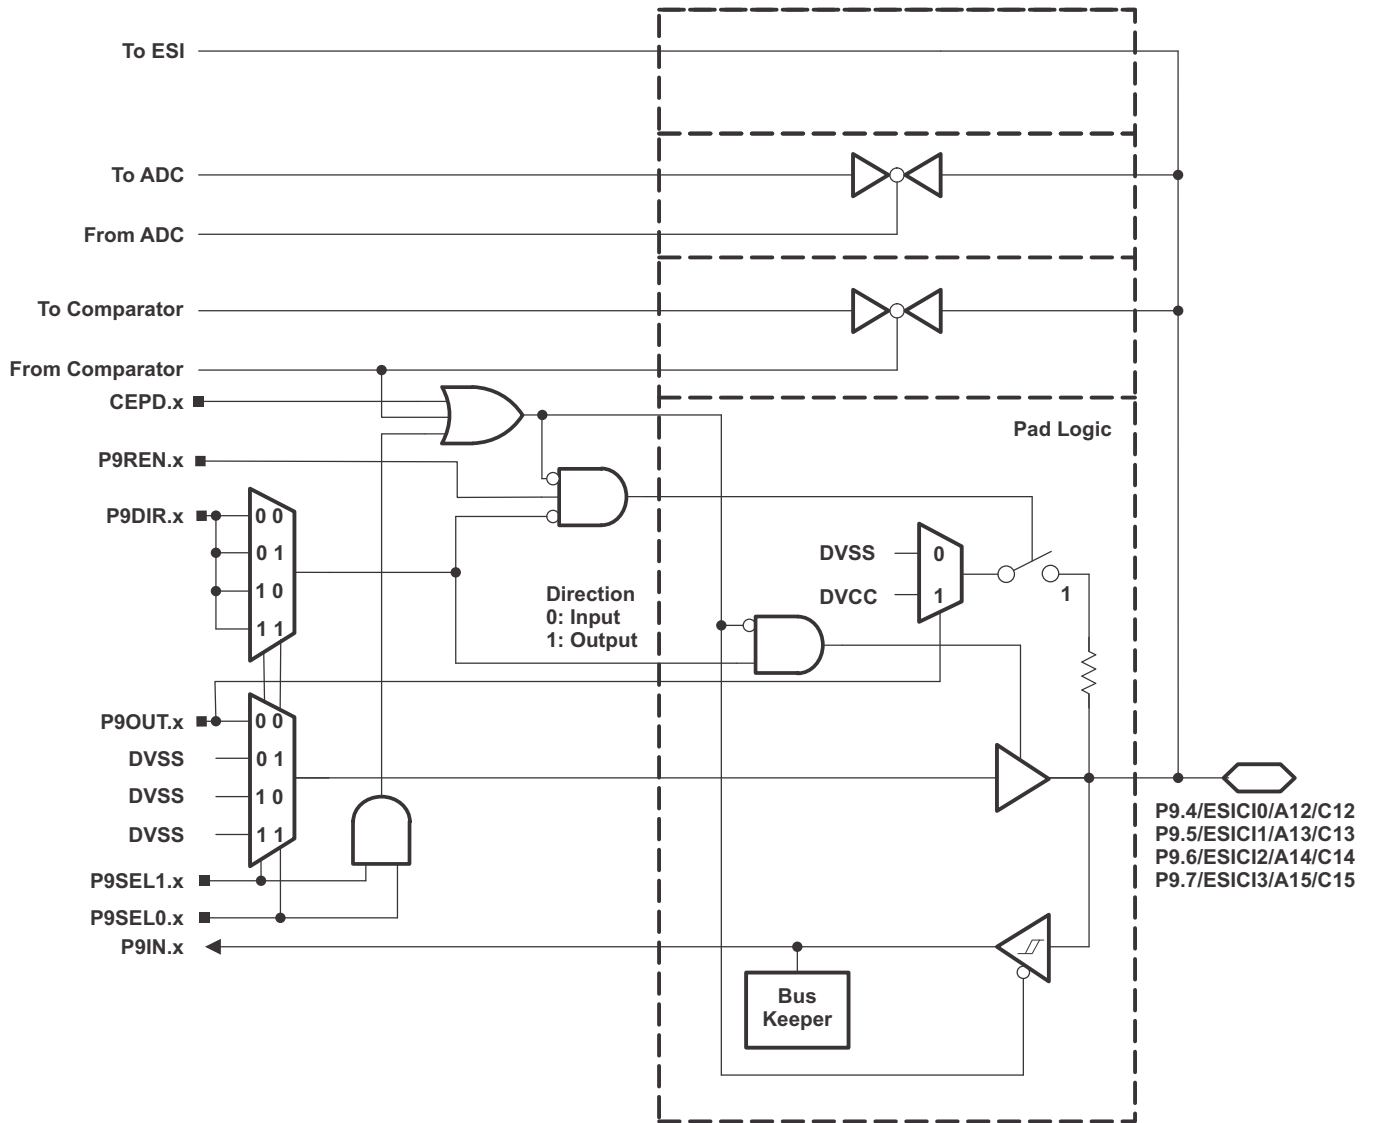 To ESI
To ADC
From ADC
To Comparator
From Comparator
CEPD.x
Pad Logic
P9REN.x
P9DIR.x
0 0
0 1
1 0
1 1
Direction
0: Input
1: Output
DVSS
0
DVCC
1
1
P9OUT.x
0 0
DVSS
0 1
DVSS
1 0
DVSS
1 1
P9.4/ESICI0/A12/C12
P9.5/ESICI1/A13/C13
P9.6/ESICI2/A14/C14
P9.7/ESICI3/A15/C15
P9SEL1.x
P9SEL0.x
P9IN.x
Bus
Keeper